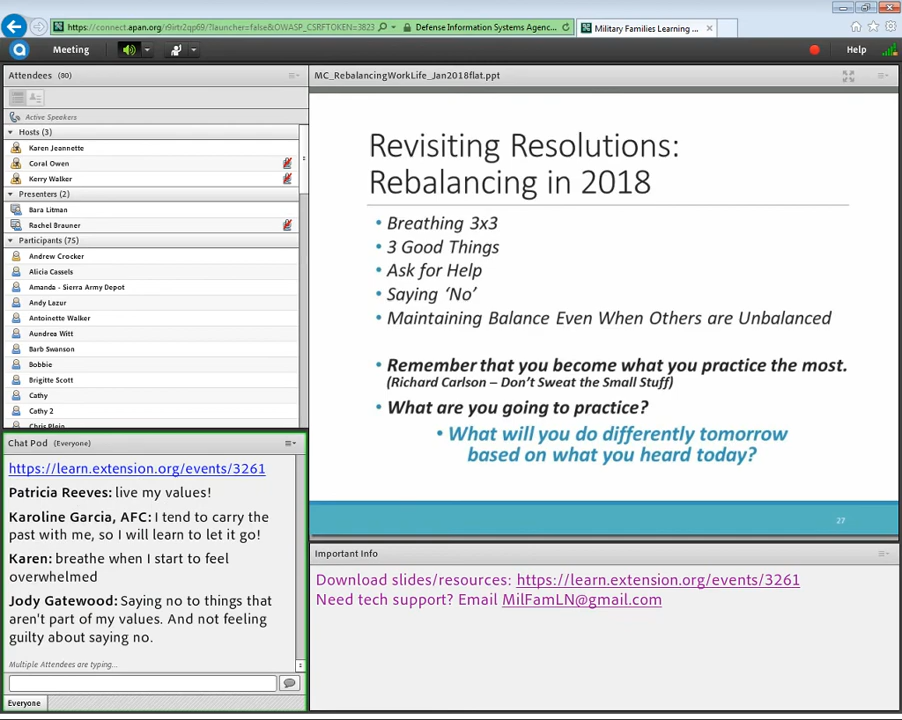 https://connect.apan.org/r9irtr2qp69/?launcher=false&OWASP_CSRFTOKEN=3823
Defense Information Systems Agenc...
Military Families Learning ...
Meeting
Help
Attendees (80)
Active Speakers
Hosts (3)
Karen Jeannette
Coral Owen
Kerry Walker
Presenters (2)
Bara Litman
Rachel Brauner
Participants (75)
Andrew Crocker
Alicia Cassels
Amanda - Sierra Army Depot
Andy Lazur
Antoinette Walker
Aundrea Witt
Barb Swanson
Bobbie
Brigitte Scott
Cathy
Cathy 2
Chris Plein
Chat Pod (Everyone)
https://learn.extension.org/events/3261
Patricia Reeves: live my values!
Karoline Garcia, AFC: I tend to carry the
past with me, so I will learn to let it go!
Karen: breathe when I start to feel
overwhelmed
Jody Gatewood: Saying no to things that
aren't part of my values. And not feeling
guilty about saying no.
Multiple Attendees are typing...
Everyone
MC_RebalancingWorkLife_Jan2018flat.ppt
Revisiting Resolutions:
Rebalancing in 2018
• Breathing 3x3
• 3 Good Things
• Ask for Help
• Saying ‘No’
• Maintaining Balance Even When Others are Unbalanced
• Remember that you become what you practice the most.
(Richard Carlson – Don’t Sweat the Small Stuff)
• What are you going to practice?
• What will you do differently tomorrow
based on what you heard today?
27
Important Info
Download slides/resources: https://learn.extension.org/events/3261
Need tech support? Email MilFamLN@gmail.com